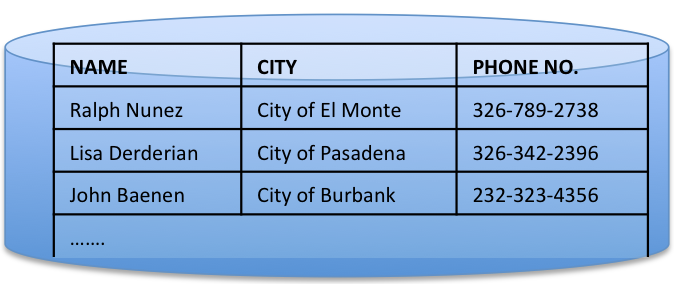 NAME CITY PHONE NO.
Ralph Nunez City of El Monte 326-789-2738
Lisa Derderian City of Pasadena 326-342-2396
John Baenen City of Burbank 232-323-4356
.......